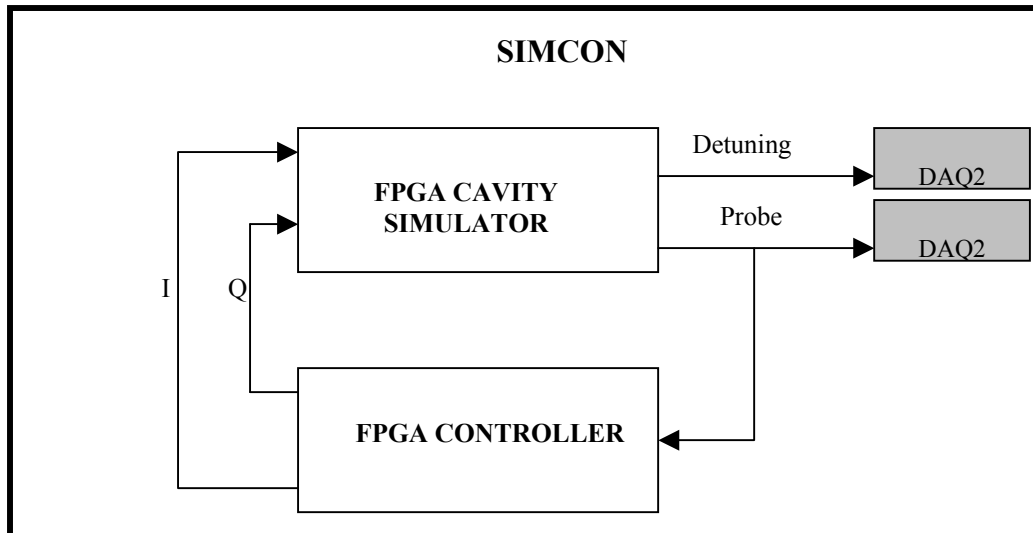 SIMCON
Detuning
DAQ2
FPGA CAVITY
SIMULATOR
Probe
DAQ2
I
Q
FPGA CONTROLLER